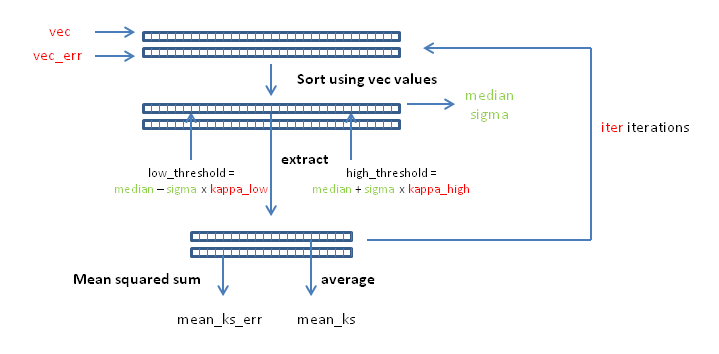 vec
vec_err
Sort using vec values
median
sigma
iter iterations
extract
low_threshold =
median – sigma x kappa_low
high_threshold =
median + sigma x kappa_high
Mean squared sum
average
mean_ks_err
mean_ks